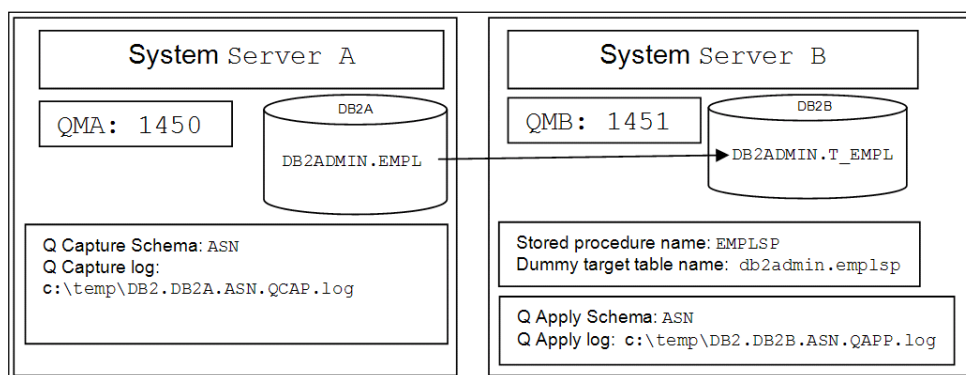 System Server A
QMA: 1450
DB2A
DB2ADMIN.EMPL
Q Capture Schema: ASN
Q Capture log:
c:\temp\DB2.DB2A.ASN.QCAP.log
System Server B
QMB: 1451
DB2B
DB2ADMIN.T_EMPL
Stored procedure name: EMPLSP
Dummy target table name: db2admin.emplsp
Q Apply Schema: ASN
Q Apply log: c:\temp\DB2.DB2B.ASN.QAPP.log